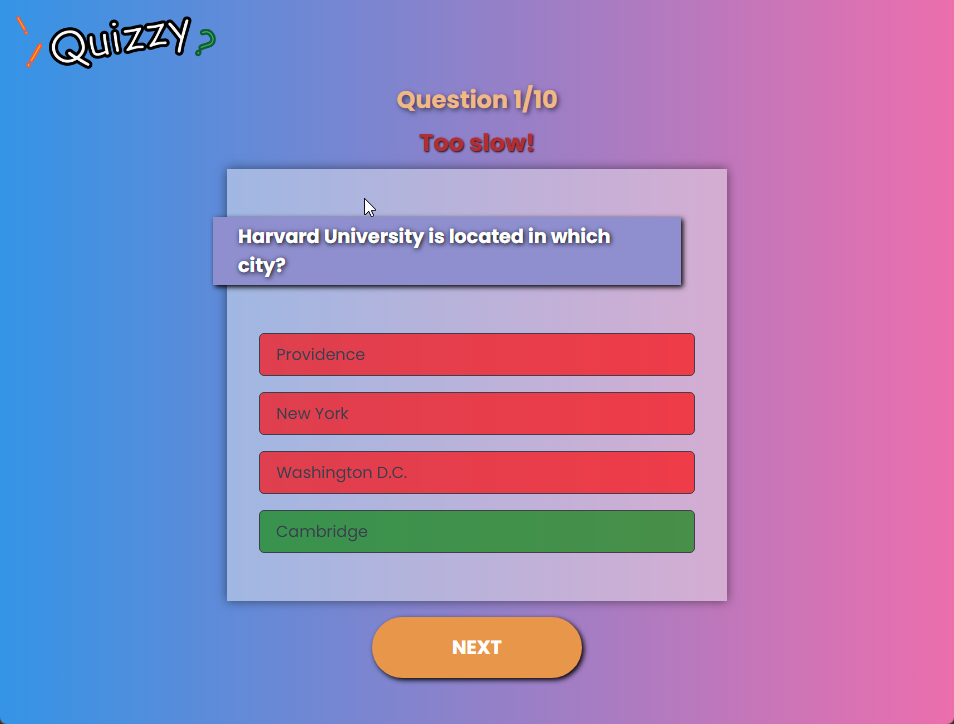 Quizzy?
Question 1/10
Too slow!
Harvard University is located in which
city?
Providence
New York
Washington D.C.
Cambridge
NEXT